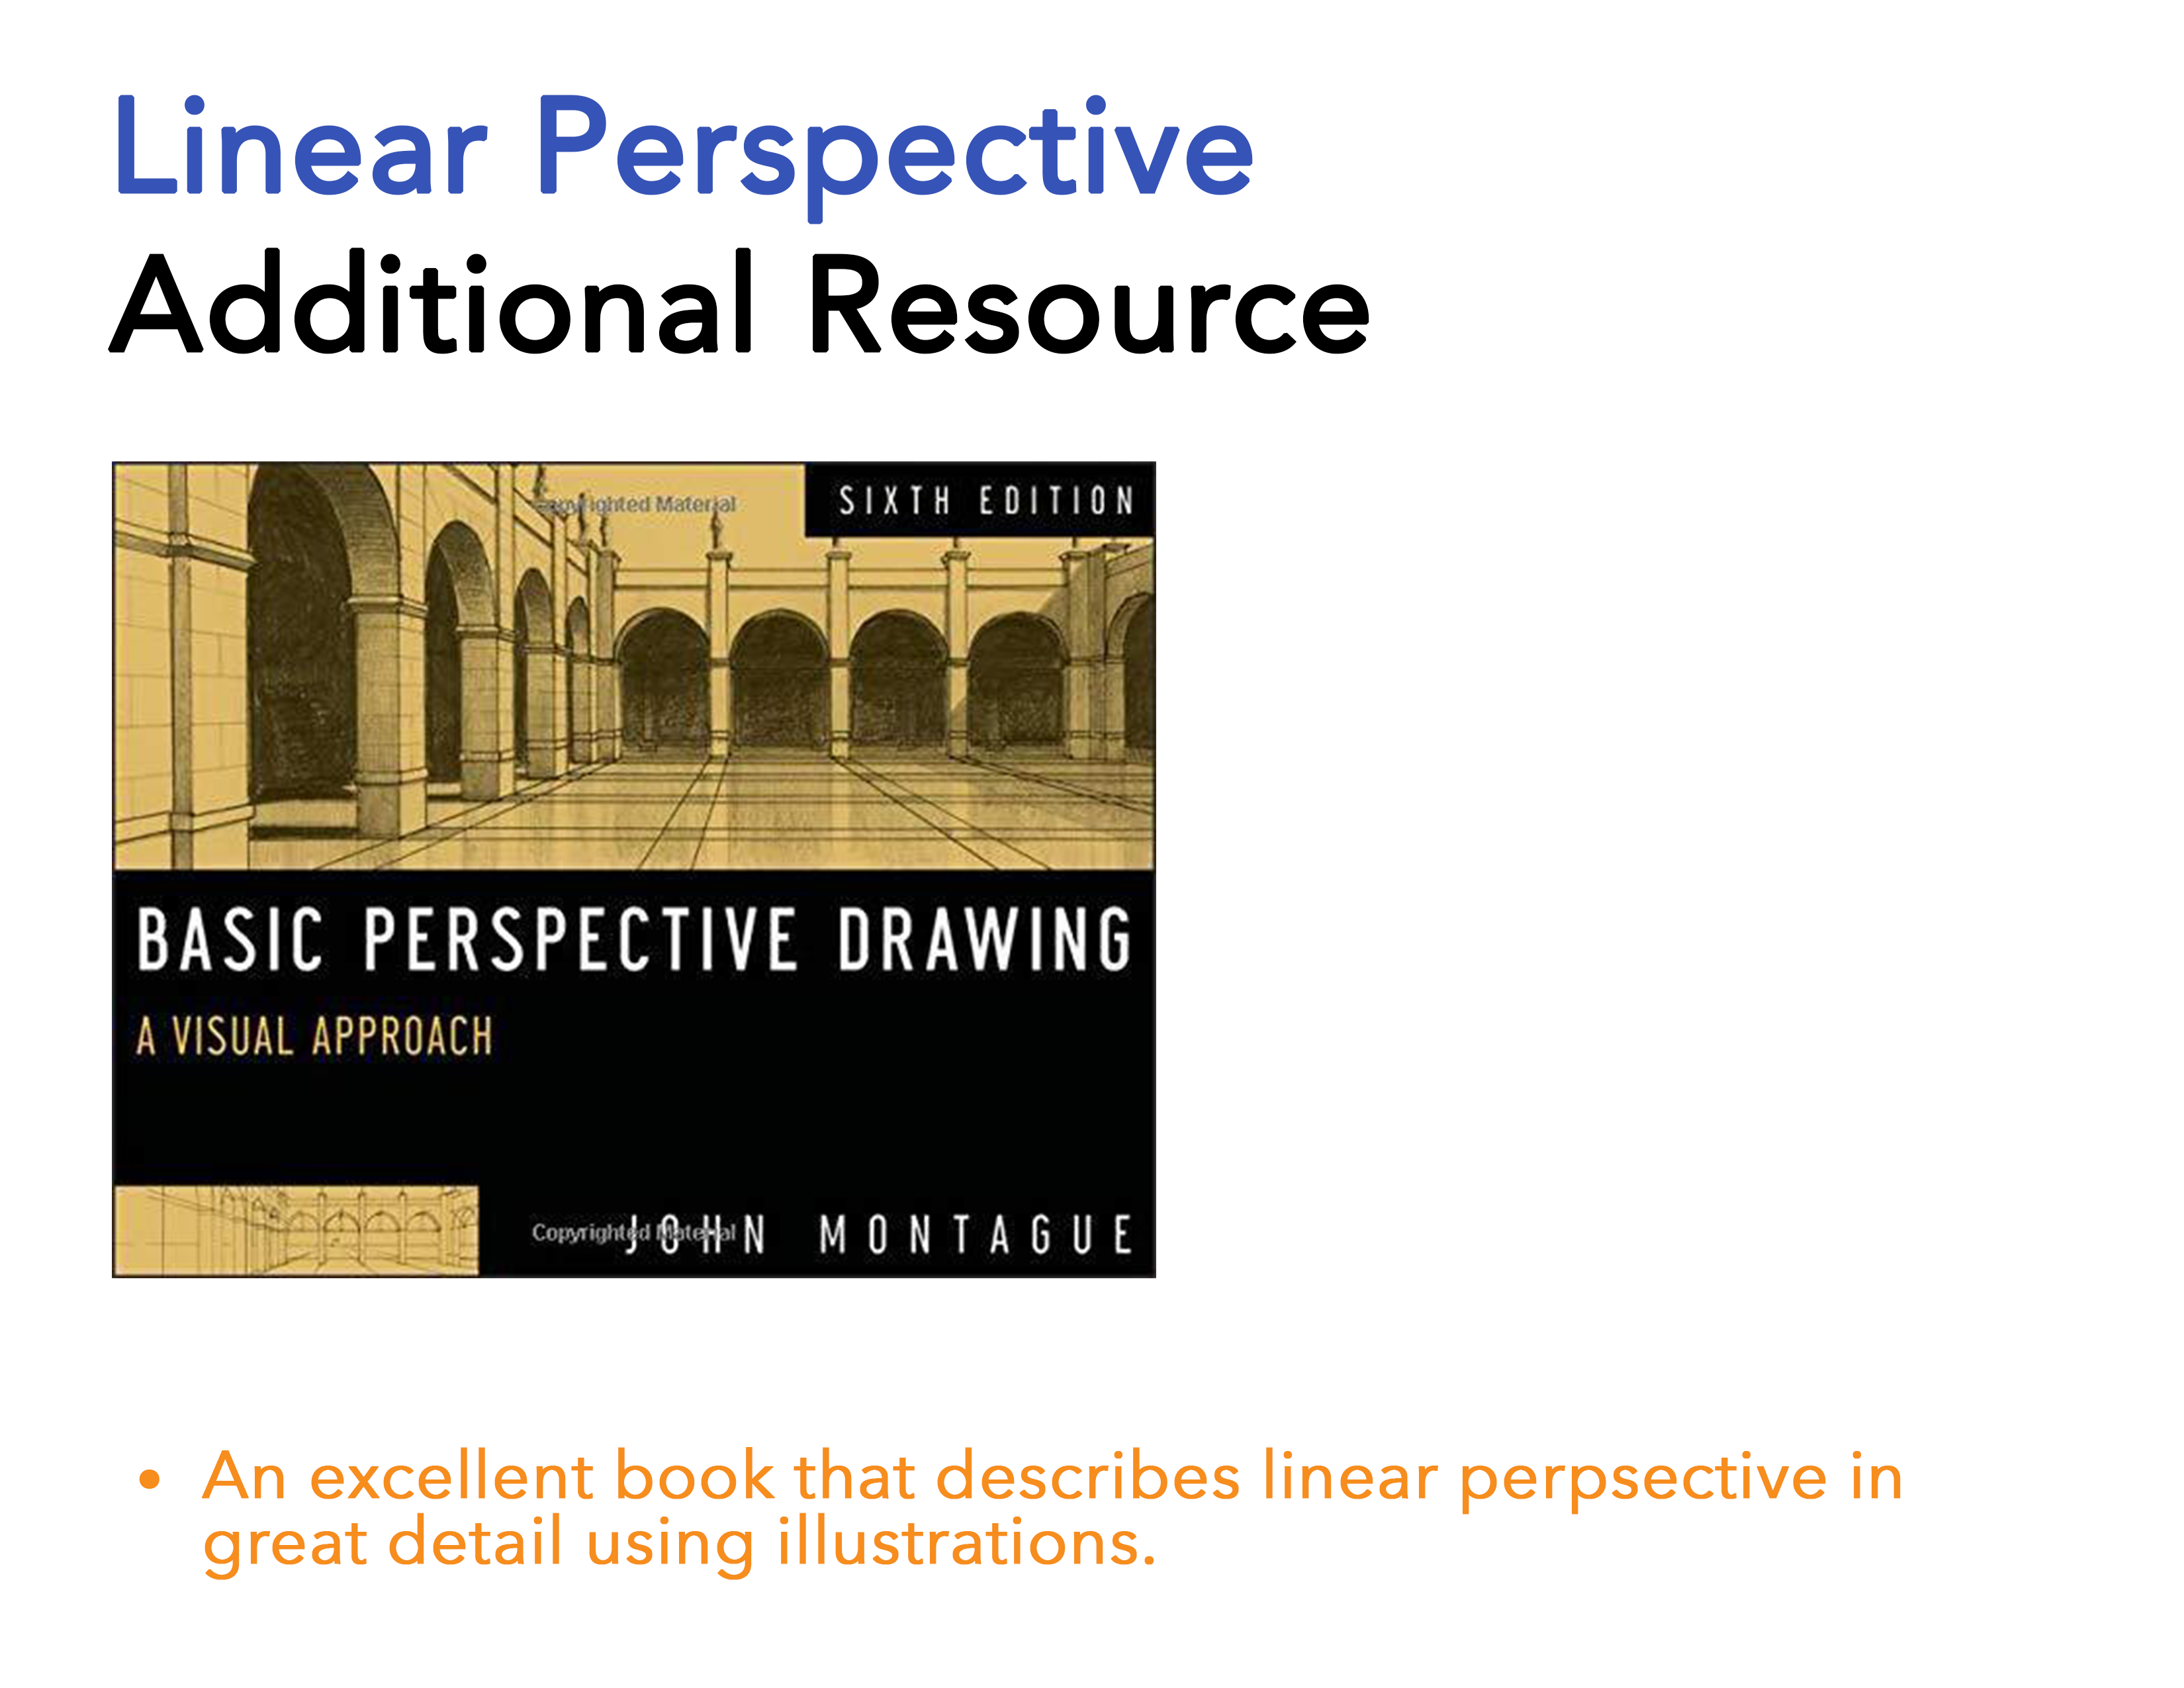 Linear Perspective
Additional Resource
Copyrighted Material
SIXTH EDITION
BASIC PERSPECTIVE DRAWING
A VISUAL APPROACH
Copyrighted Material
JOHN MONTAGUE
• An excellent book that describes linear perpsective in
great detail using illustrations.